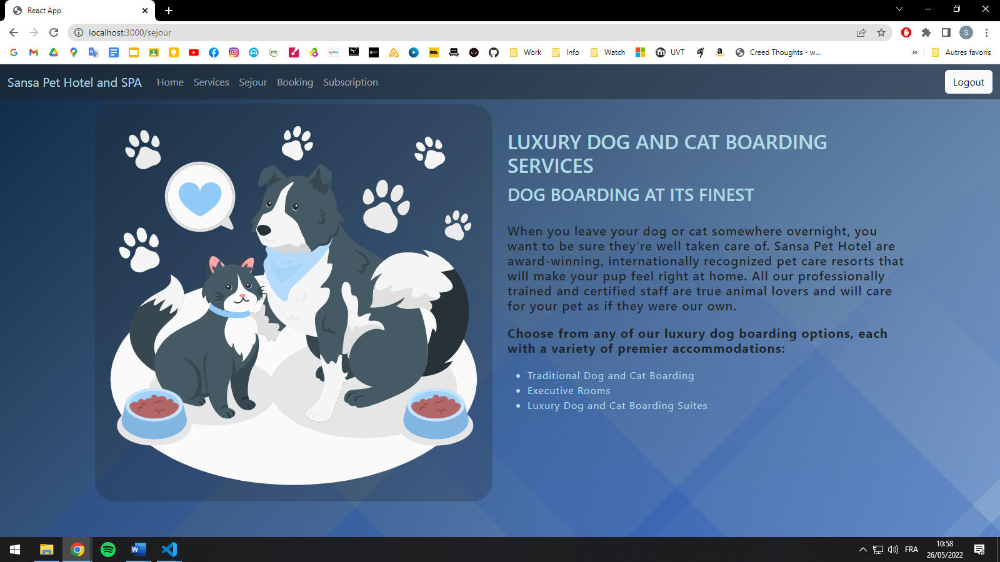 React App
localhost:3000/sejour
S
Work
Info
Watch
UVT
Creed Thoughts - w...
»
Autres favoris
Sansa Pet Hotel and SPA
Home
Services
Sejour
Booking
Subscription
Logout
LUXURY DOG AND CAT BOARDING
SERVICES
DOG BOARDING AT ITS FINEST
When you leave your dog or cat somewhere overnight, you
want to be sure they’re well taken care of. Sansa Pet Hotel are
award-winning, internationally recognized pet care resorts that
will make your pup feel right at home. All our professionally
trained and certified staff are true animal lovers and will care
for your pet as if they were our own.
Choose from any of our luxury dog boarding options, each
with a variety of premier accommodations:
• Traditional Dog and Cat Boarding
• Executive Rooms
• Luxury Dog and Cat Boarding Suites
FRA
10:58
26/05/2022